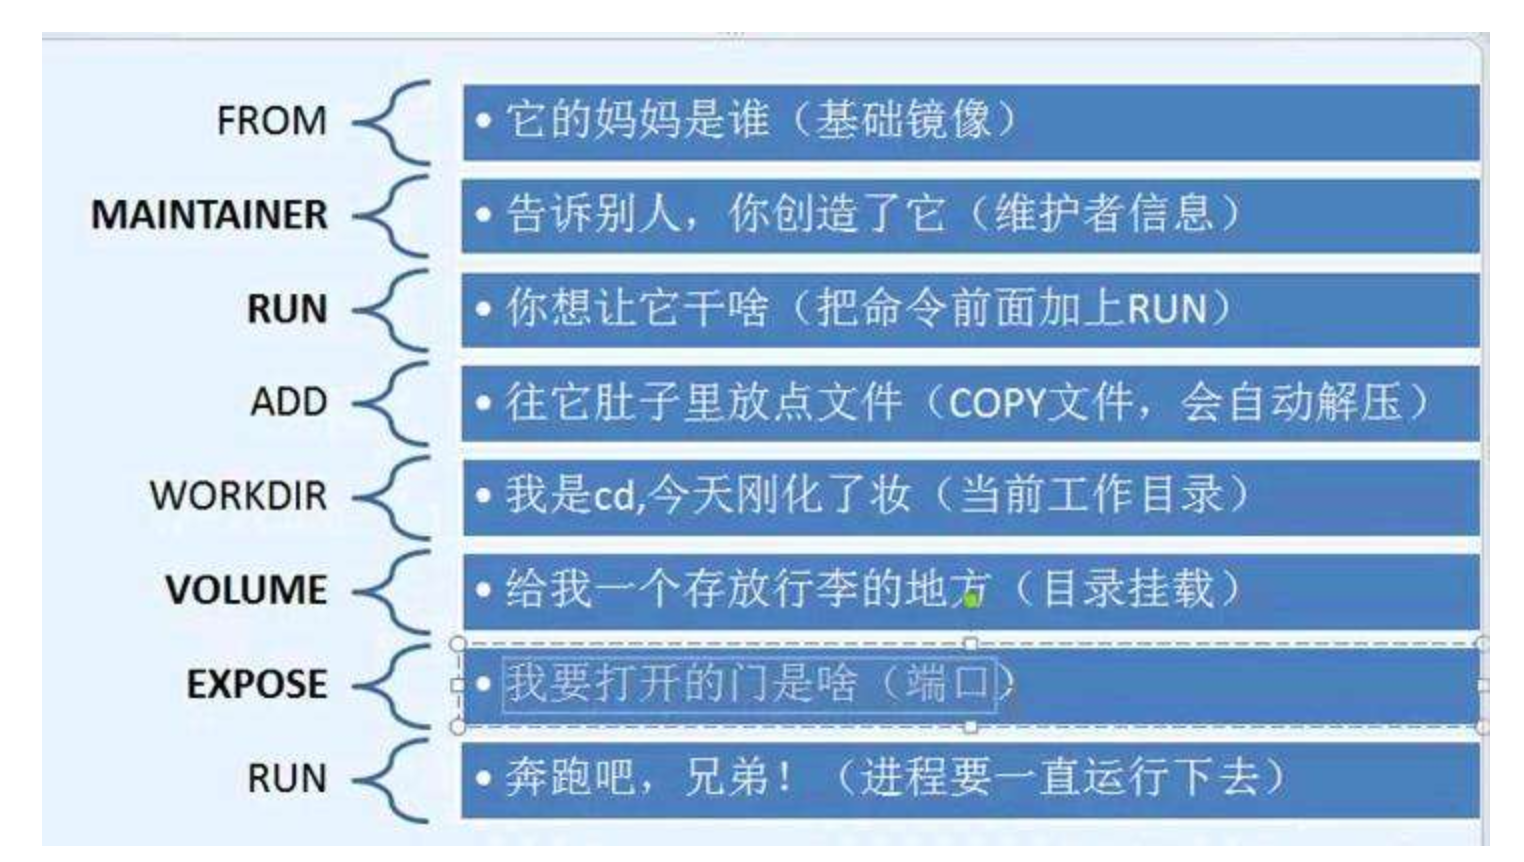 FROM
• 它的妈妈是谁（基础镜像）
MAINTAINER
• 告诉别人，你创造了它（维护者信息）
RUN
• 你想让它干啥（把命令前面加上RUN）
ADD
• 往它肚子里放点文件（COPY文件，会自动解压）
WORKDIR
• 我是cd,今天刚化了妆（当前工作目录）
VOLUME
• 给我一个存放行李的地方（目录挂载）
EXPOSE
• 我要打开的门是啥（端口）
RUN
• 奔跑吧，兄弟！（进程要一直运行下去）